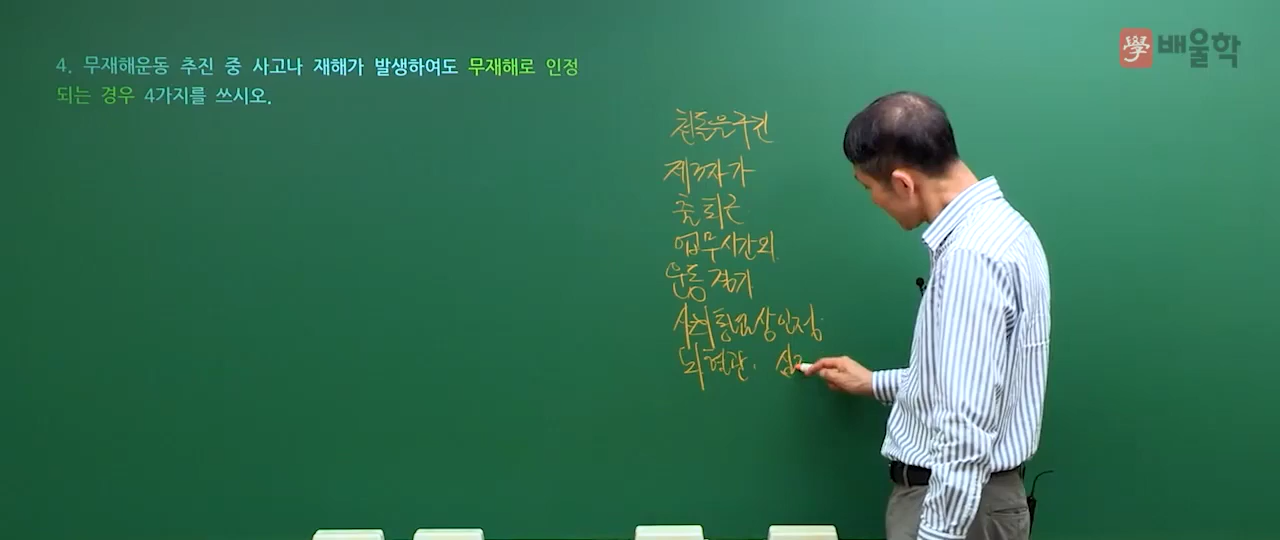 4. 무재해운동 추진 중 사고나 재해가 발생하여도 무재해로 인정
되는 경우 4가지를 쓰시오.
學 배울학
제3자가
출퇴근
업무시간외
운동경기
사회통념상인정
뇌혈관.